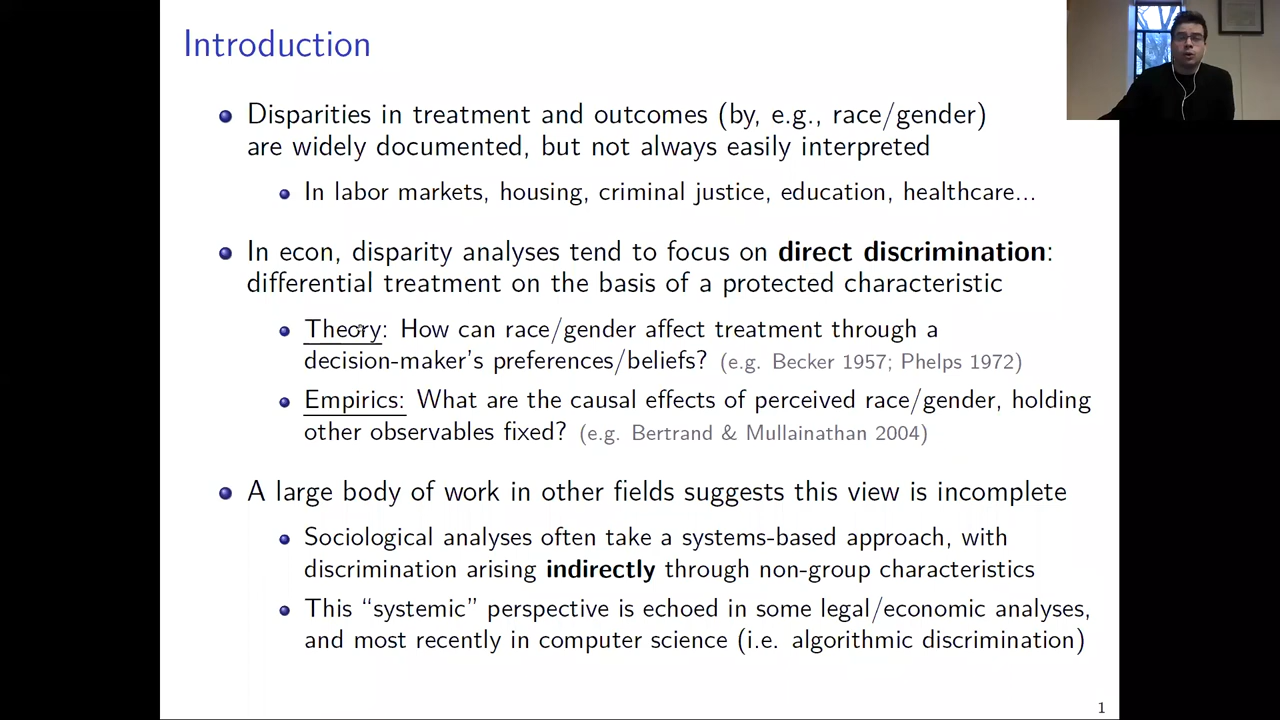 Introduction
Disparities in treatment and outcomes (by, e.g., race/gender)
are widely documented, but not always easily interpreted
In labor markets, housing, criminal justice, education, healthcare...
In econ, disparity analyses tend to focus on direct discrimination:
differential treatment on the basis of a protected characteristic
Theory: How can race/gender affect treatment through a
decision-maker's preferences/beliefs? (e.g. Becker 1957; Phelps 1972)
Empirics: What are the causal effects of perceived race/gender, holding
other observables fixed? (e.g. Bertrand & Mullainathan 2004)
A large body of work in other fields suggests this view is incomplete
Sociological analyses often take a systems-based approach, with
discrimination arising indirectly through non-group characteristics
This “systemic” perspective is echoed in some legal/economic analyses,
and most recently in computer science (i.e. algorithmic discrimination)
1